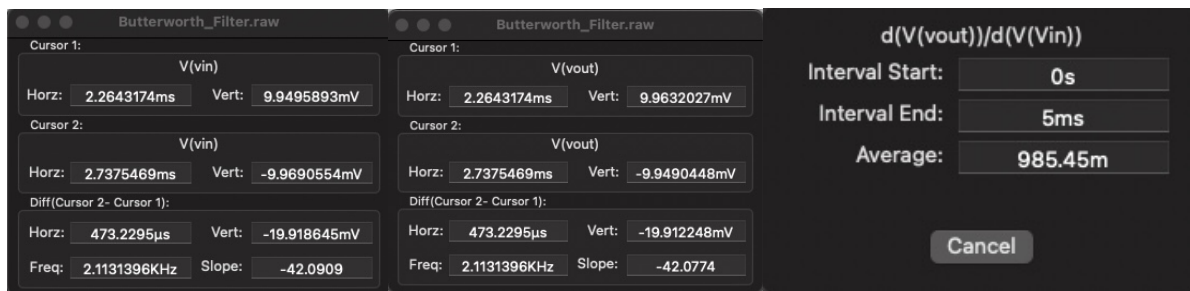 Butterworth_Filter.raw
Cursor 1:
V(vin)
Horz: 2.2643174ms Vert: 9.9495893mV
Cursor 2:
V(vin)
Horz: 2.7375469ms Vert: -9.9690554mV
Diff(Cursor 2- Cursor 1):
Horz: 473.2295µs Vert: -19.918645mV
Freq: 2.1131396KHz Slope: -42.0909
Butterworth_Filter.raw
Cursor 1:
V(vout)
Horz: 2.2643174ms Vert: 9.9632027mV
Cursor 2:
V(vout)
Horz: 2.7375469ms Vert: -9.9490448mV
Diff(Cursor 2- Cursor 1):
Horz: 473.2295µs Vert: -19.912248mV
Freq: 2.1131396KHz Slope: -42.0774
d(V(vout))/d(V(Vin))
Interval Start: 0s
Interval End: 5ms
Average: 985.45m
Cancel